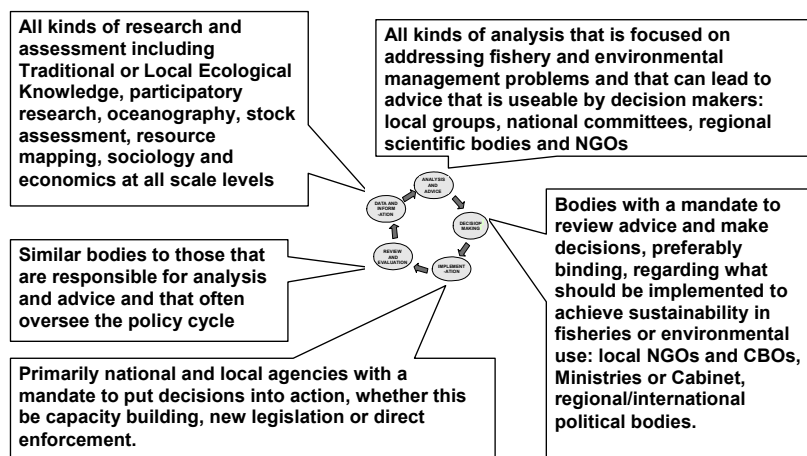 All kinds of research and
assessment including
Traditional or Local Ecological
Knowledge, participatory
research, oceanography, stock
assessment, resource
mapping, sociology and
economics at all scale levels
All kinds of analysis that is focused on
addressing fishery and environmental
management problems and that can lead to
advice that is useable by decision makers:
local groups, national committees, regional
scientific bodies and NGOs
ANALYSIS
AND
ADVICE
DATA AND
INFORM
-ATION
DECISION
MAKING
REVIEW
AND
EVALUATION
IMPLEMENT
-ATION
Similar bodies to those that
are responsible for analysis
and advice and that often
oversee the policy cycle
Bodies with a mandate to
review advice and make
decisions, preferably
binding, regarding what
should be implemented to
achieve sustainability in
fisheries or environmental
use: local NGOs and CBOs,
Ministries or Cabinet,
regional/international
political bodies.
Primarily national and local agencies with a
mandate to put decisions into action, whether this
be capacity building, new legislation or direct
enforcement.